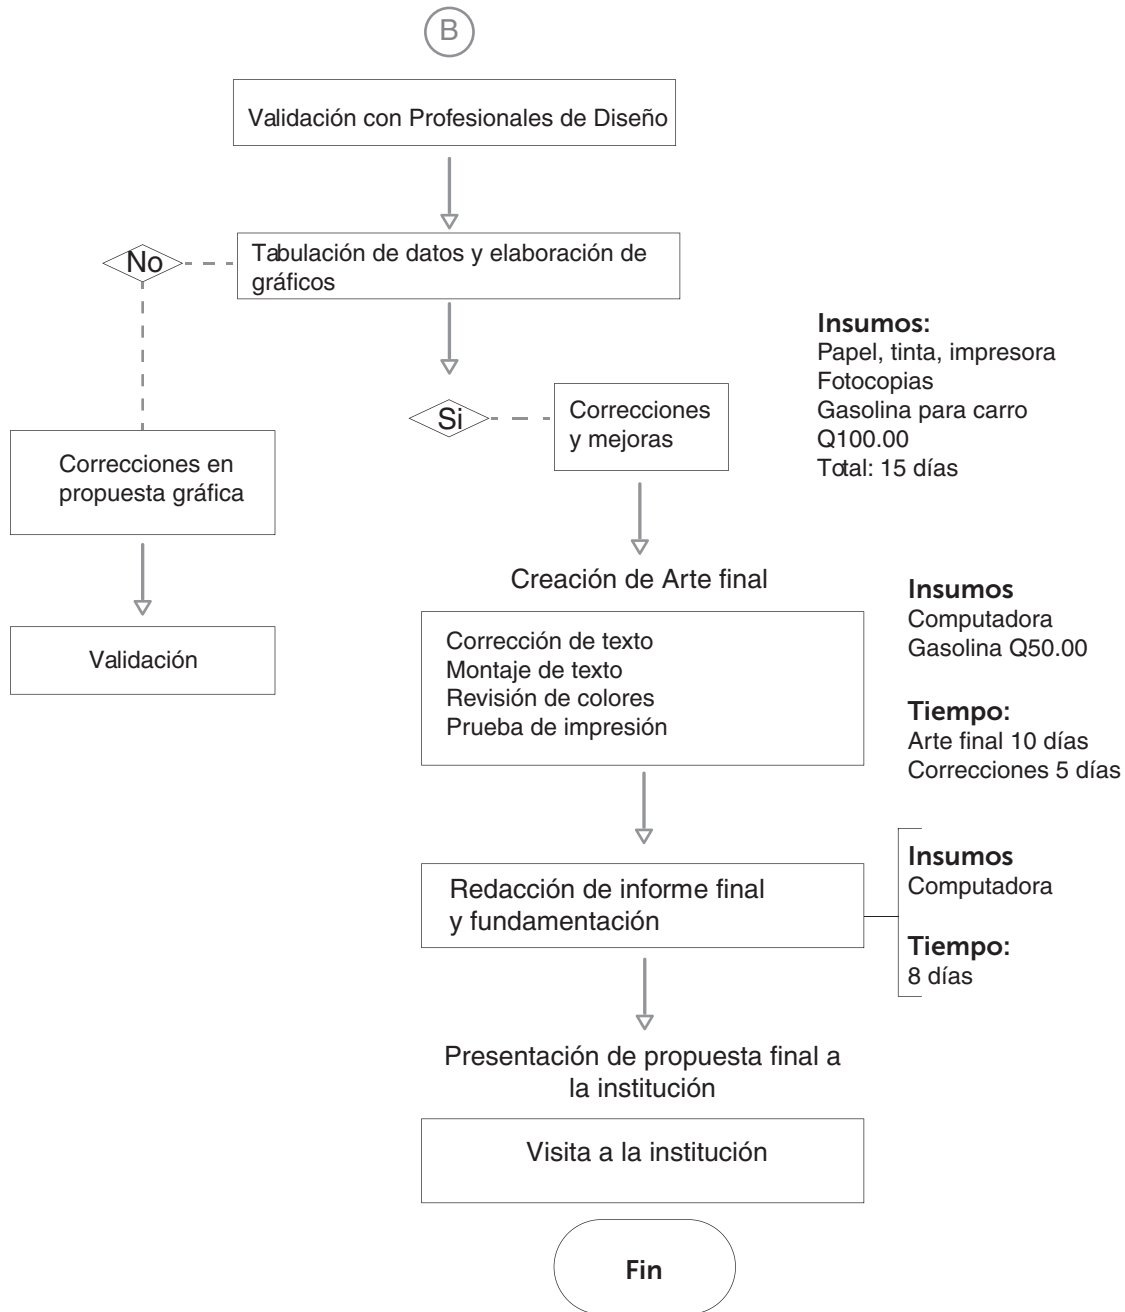 B
Validación con Profesionales de Diseño
Tabulación de datos y elaboración de
gráficos
No
Si
Correcciones
y mejoras
Insumos:
Papel, tinta, impresora
Fotocopias
Gasolina para carro
Q100.00
Total: 15 días
Correcciones en
propuesta gráfica
Validación
Creación de Arte final
Corrección de texto
Montaje de texto
Revisión de colores
Prueba de impresión
Insumos
Computadora
Gasolina Q50.00
Tiempo:
Arte final 10 días
Correcciones 5 días
Redacción de informe final
y fundamentación
Insumos
Computadora
Tiempo:
8 días
Presentación de propuesta final a
la institución
Visita a la institución
Fin